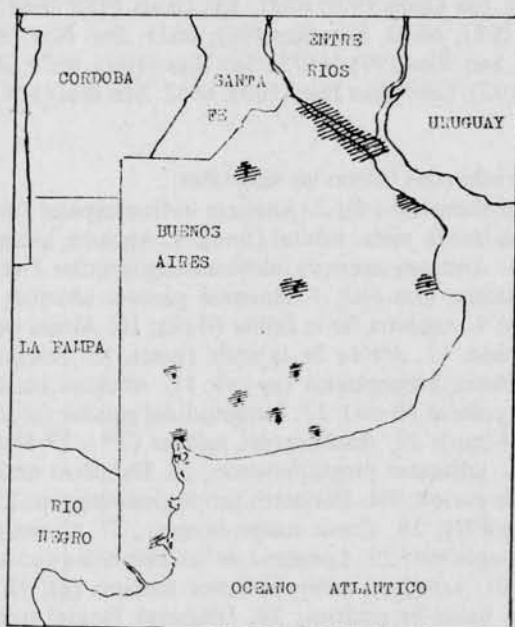 ENTRE
RIOS
CORDOBA
SANTA
FE
URUGUAY
BUENOS
AIRES
LA PAMPA
RIO
NEGRO
OCEANO ATLANTICO